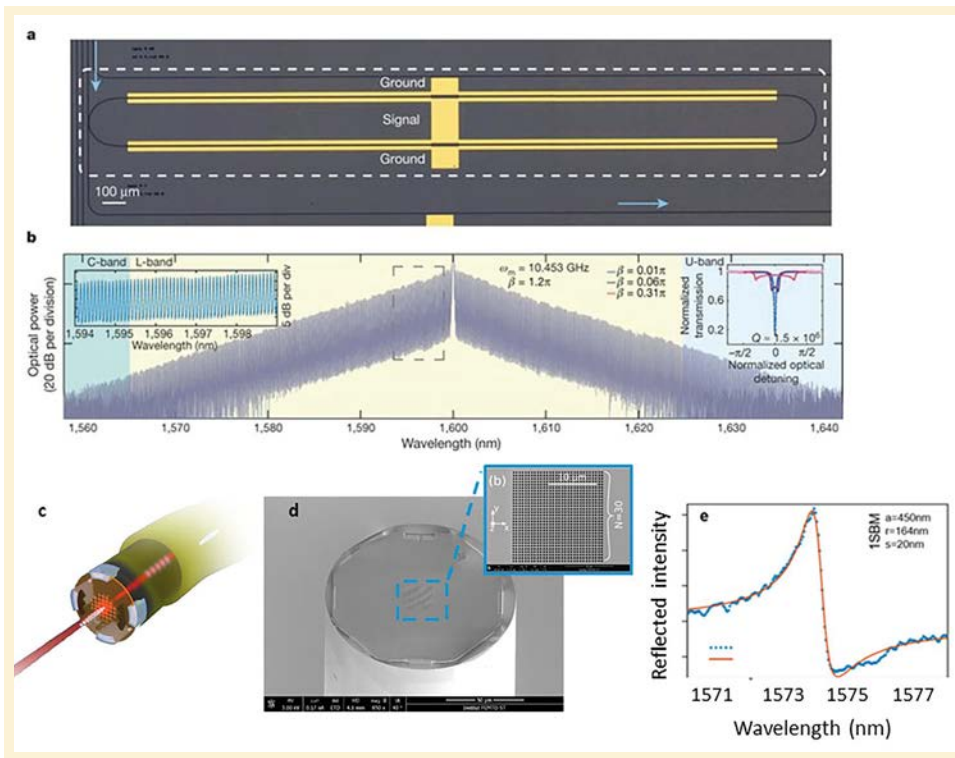 a
Ground
Signal
Ground
100 μm
b
C-band L-band
5 dB per div
1,594 1,595 1,596 1,597 1,598
Wavelength (nm)
ωm = 10.453 GHz
β = 1.2π
β = 0.01π
β = 0.06π
β = 0.31π
U-band
Normalized
transmission
1
0.6
0.2
Q = 1.5 × 10⁶
−π/2 0 π/2
Normalized optical
detuning
Optical power
(20 dB per division)
1,560 1,570 1,580 1,590 1,600 1,610 1,620 1,630 1,640
Wavelength (nm)
c
d
(b)
10 μm
N=30
e
1SBM
a=450nm
r=164nm
s=20nm
Reflected intensity
1571 1573 1575 1577
Wavelength (nm)